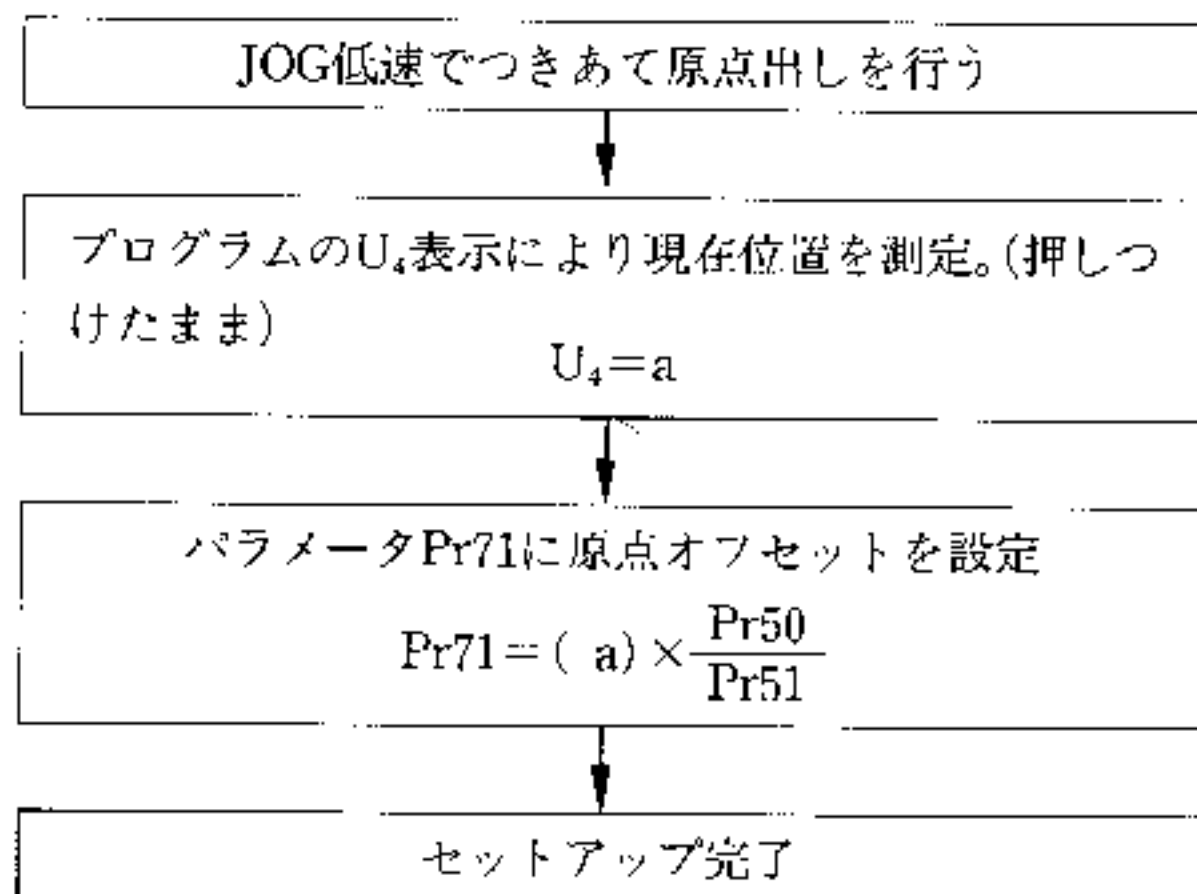 JOG低速でつきあて原点出しを行う
プログラムのU₄表示により現在位置を測定。(押しつ
けたまま)
U₄=a
パラメータPr71に原点オフセットを設定
Pr71=( a)×Pr50/Pr51
セットアップ完了